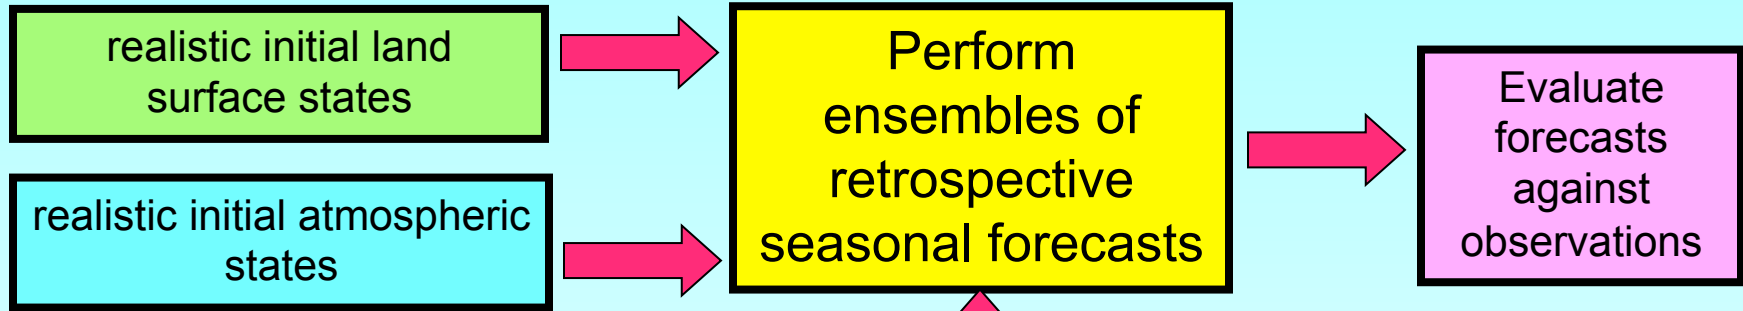 realistic initial land
surface states
realistic initial atmospheric
states
Perform
ensembles of
retrospective
seasonal forecasts
Evaluate
forecasts
against
observations